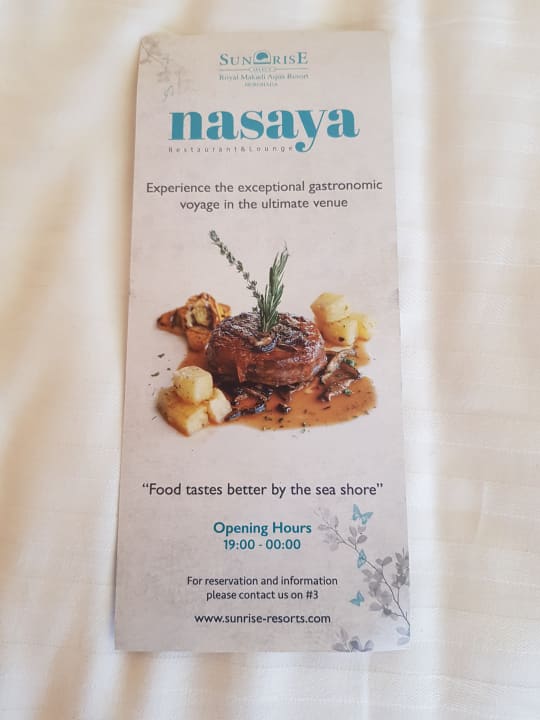 SUNRISE
SELECT
Royal Makadi Aqua Resort
HURGHADA
nasaya
Restaurant&Lounge
Experience the exceptional gastronomic
voyage in the ultimate venue
“Food tastes better by the sea shore”
Opening Hours
19:00 - 00:00
For reservation and information
please contact us on #3
www.sunrise-resorts.com